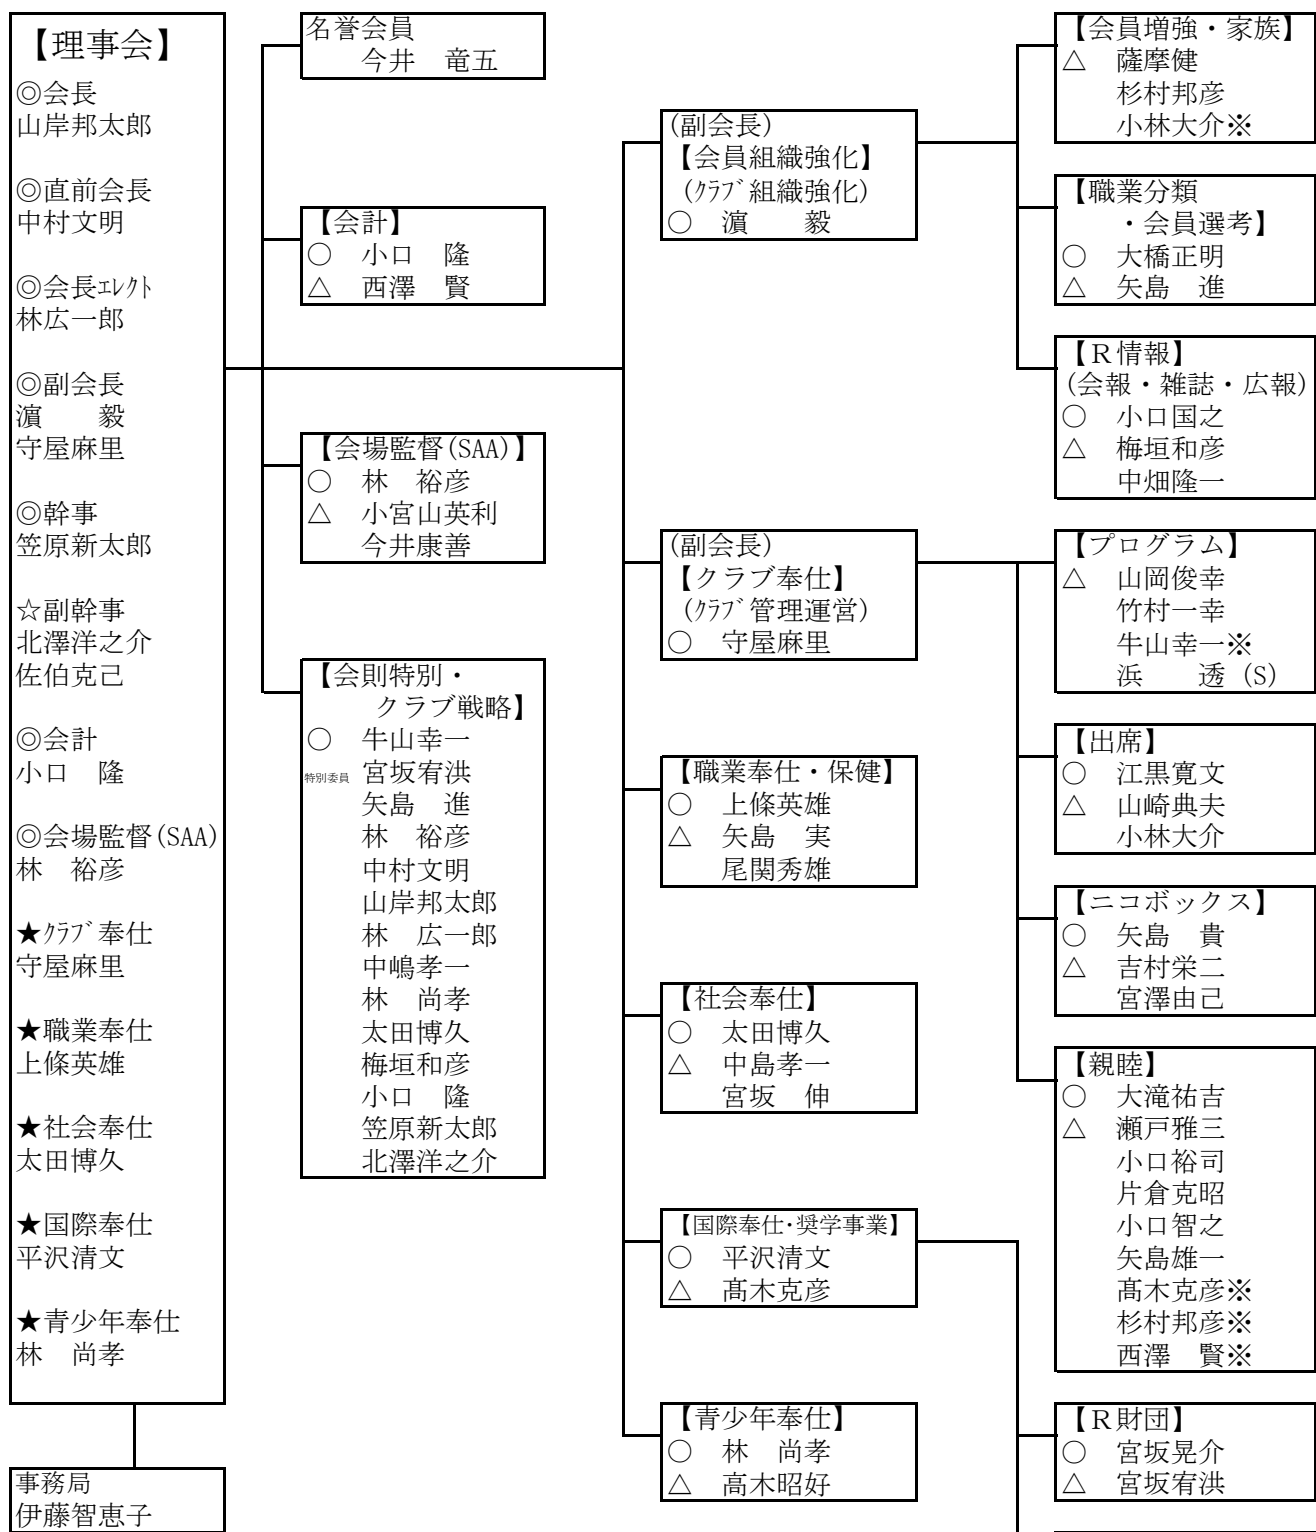 【理事会】
◎会長
山岸邦太郎
◎直前会長
中村文明
◎会長ｴﾚｸﾄ
林広一郎
◎副会長
濵　　毅
守屋麻里
◎幹事
笠原新太郎
☆副幹事
北澤洋之介
佐伯克己
◎会計
小口　隆
◎会場監督(SAA)
林　裕彦
★ｸﾗﾌﾞ奉仕
守屋麻里
★職業奉仕
上條英雄
★社会奉仕
太田博久
★国際奉仕
平沢清文
★青少年奉仕
林　尚孝
事務局
伊藤智恵子
名誉会員
今井　竜五
【会計】
○　小口　隆
△　西澤　賢
【会場監督(SAA)】
○　林　裕彦
△　小宮山英利
今井康善
【会則特別・
クラブ戦略】
○　牛山幸一
特別委員 宮坂宥洪
矢島　進
林　裕彦
中村文明
山岸邦太郎
林　広一郎
中嶋孝一
林　尚孝
太田博久
梅垣和彦
小口　隆
笠原新太郎
北澤洋之介
(副会長)
【会員組織強化】
(ｸﾗﾌﾞ組織強化)
○　濵　　毅
(副会長)
【クラブ奉仕】
(ｸﾗﾌﾞ管理運営)
○　守屋麻里
【職業奉仕・保健】
○　上條英雄
△　矢島　実
尾関秀雄
【社会奉仕】
○　太田博久
△　中島孝一
宮坂　伸
【国際奉仕・奨学事業】
○　平沢清文
△　髙木克彦
【青少年奉仕】
○　林　尚孝
△　高木昭好
【会員増強・家族】
△　薩摩健
杉村邦彦
小林大介※
【職業分類
・会員選考】
○　大橋正明
△　矢島　進
【Ｒ情報】
(会報・雑誌・広報)
○　小口国之
△　梅垣和彦
中畑隆一
【プログラム】
△　山岡俊幸
竹村一幸
牛山幸一※
浜　　透（S）
【出席】
○　江黒寛文
△　山崎典夫
小林大介
【ニコボックス】
○　矢島　貴
△　吉村栄二
宮澤由己
【親睦】
○　大滝祐吉
△　瀬戸雅三
小口裕司
片倉克昭
小口智之
矢島雄一
髙木克彦※
杉村邦彦※
西澤　賢※
【Ｒ財団】
○　宮坂晃介
△　宮坂宥洪